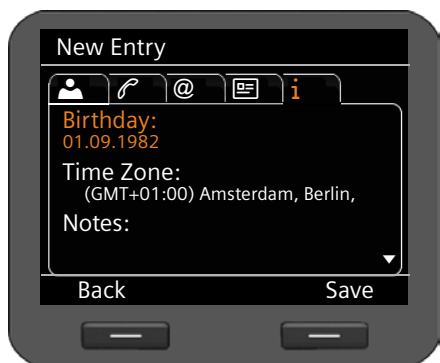 New Entry
@ i
Birthday:
01.09.1982
Time Zone:
(GMT+01:00) Amsterdam, Berlin,
Notes:
Back Save